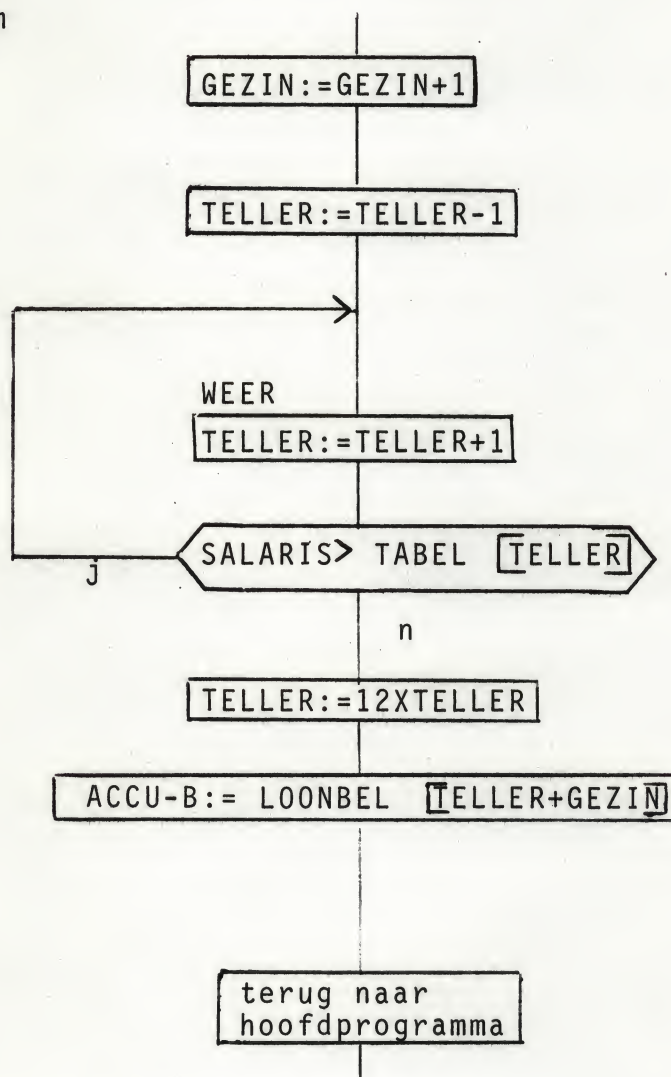 GEZIN:=GEZIN+1
TELLER:=TELLER-1
WEER
TELLER:=TELLER+1
SALARIS> TABEL [TELLER]
j
n
TELLER:=12XTELLER
ACCU-B:= LOONBEL [TELLER+GEZIN]
terug naar
hoofdprogramma